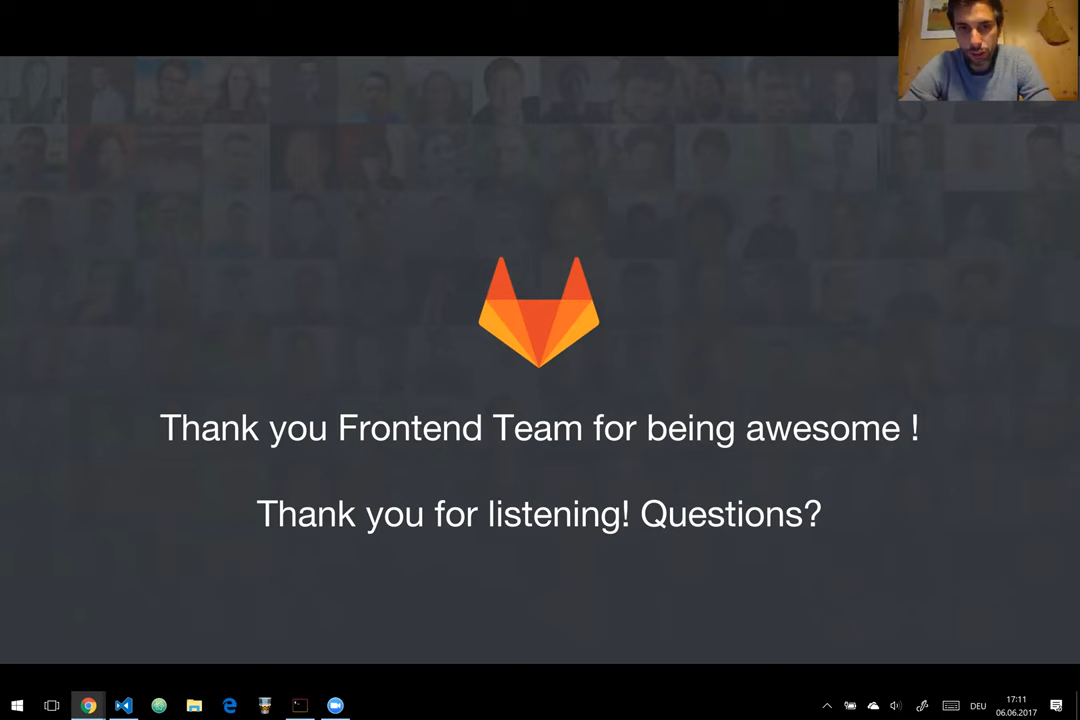 Thank you Frontend Team for being awesome !
Thank you for listening! Questions?
DEU
17:11
06.06.2017